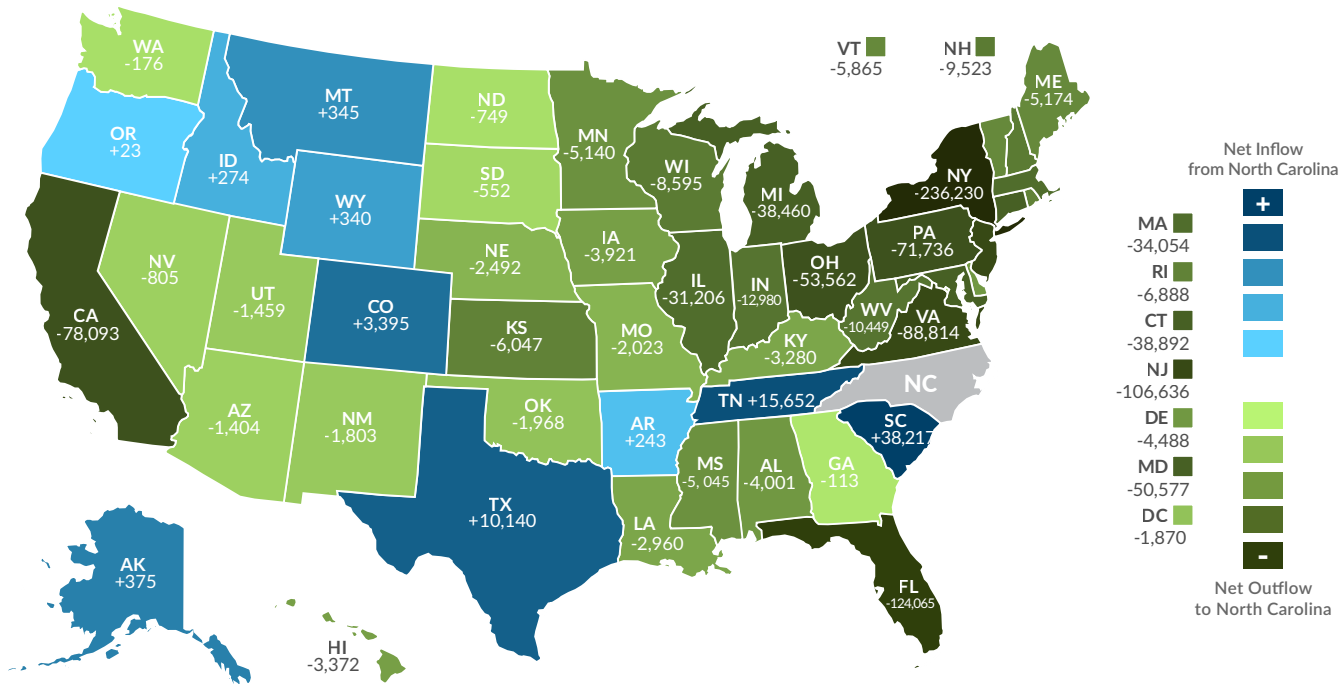 WA
-176
OR
+23
ID
+274
MT
+345
WY
+340
ND
-749
SD
-552
NE
-2,492
MN
-5,140
WI
-8,595
IA
-3,921
MI
-38,460
VT
-5,865
NH
-9,523
ME
-5,174
NY
-236,230
PA
-71,736
OH
-53,562
IN
-12,980
IL
-31,206
WV
-10,449
VA
-88,814
KY
-3,280
MO
-2,023
KS
-6,047
CO
+3,395
UT
-1,459
NV
-805
CA
-78,093
AZ
-1,404
NM
-1,803
OK
-1,968
AR
+243
TN +15,652
NC
SC
+38,217
MS
-5,045
AL
-4,001
GA
-113
LA
-2,960
TX
+10,140
FL
-124,065
AK
+375
HI
-3,372
MA
-34,054
RI
-6,888
CT
-38,892
NJ
-106,636
DE
-4,488
MD
-50,577
DC
-1,870
Net Inflow
from North Carolina
+
-
Net Outflow
to North Carolina